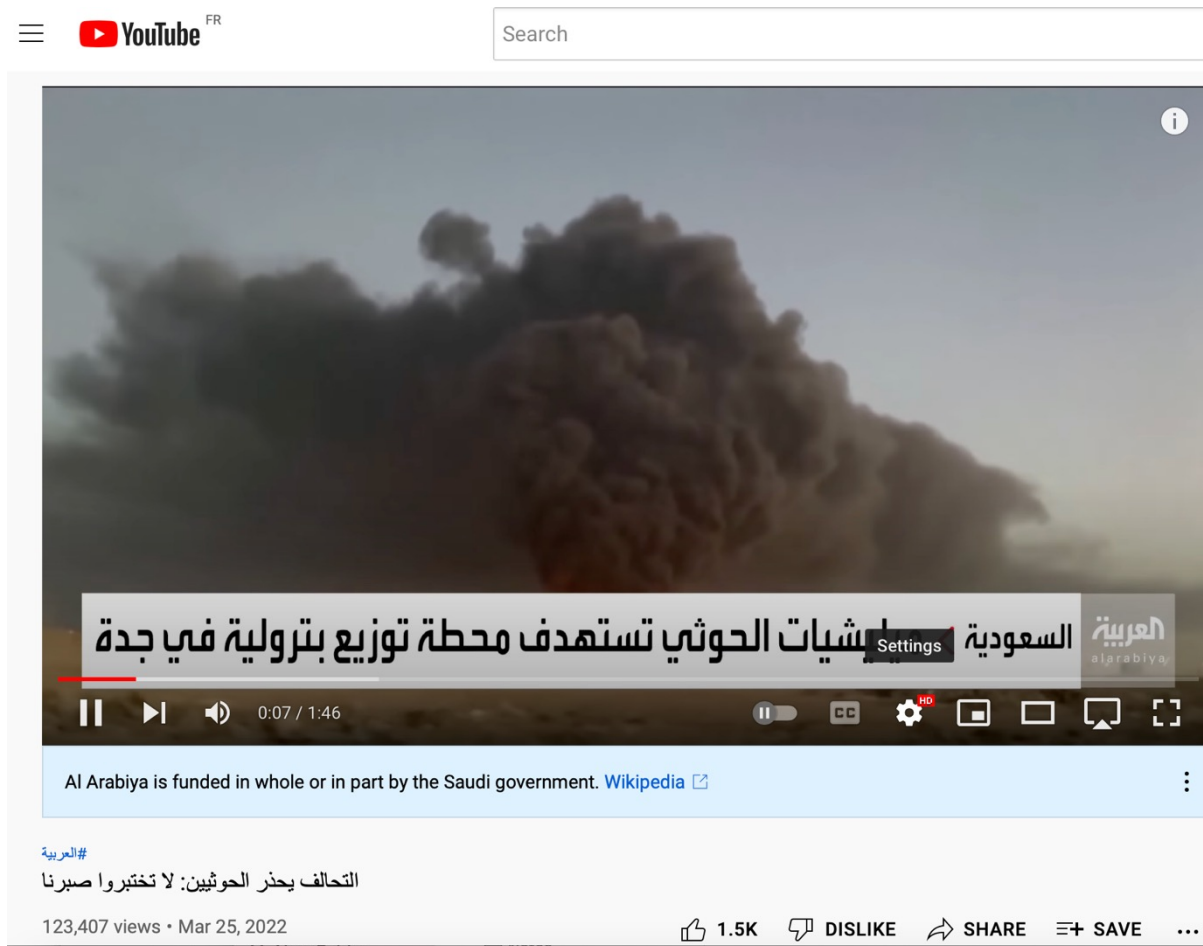 YouTube FR
Search
السعودية
الحوثي تستهدف محطة توزيع بترولية في جدة
Settings
العربية
alarabiya
0:07 / 1:46
CC
HD
Al Arabiya is funded in whole or in part by the Saudi government. Wikipedia
#العربية
التحالف يحذر الحوثيين: لا تختبروا صبرنا
123,407 views • Mar 25, 2022
1.5K DISLIKE SHARE SAVE